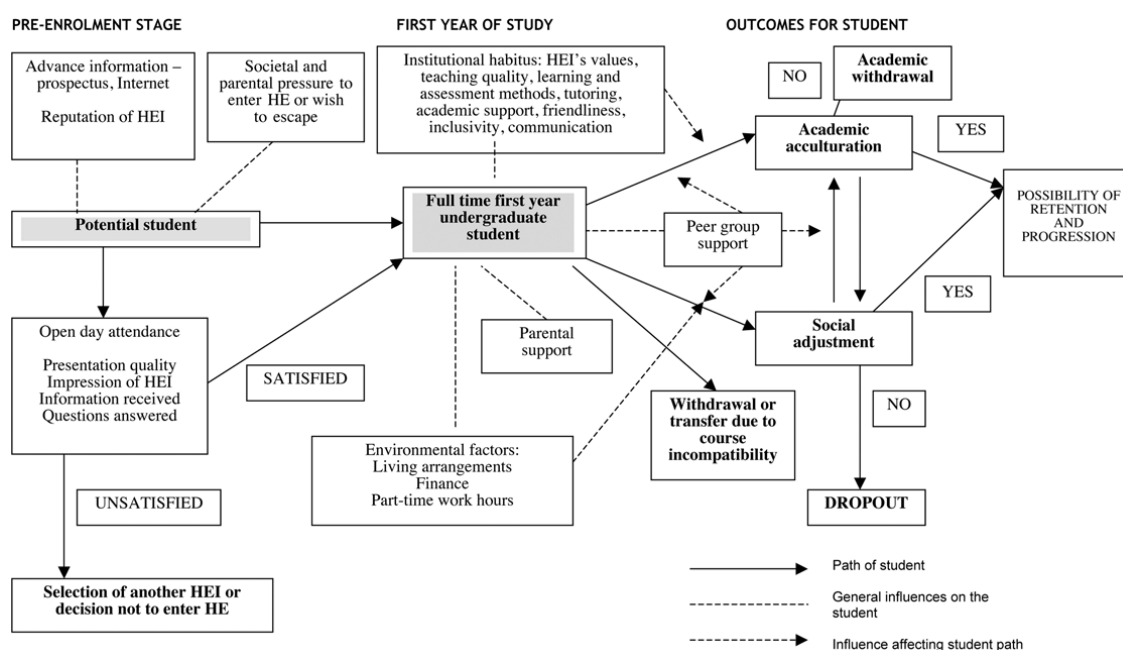 PRE-ENROLMENT STAGE
FIRST YEAR OF STUDY
OUTCOMES FOR STUDENT
Advance information –
prospectus, Internet
Reputation of HEI
Societal and
parental pressure to
enter HE or wish
to escape
Institutional habitus: HEI's values,
teaching quality, learning and
assessment methods, tutoring,
academic support, friendliness,
inclusivity, communication
NO
Academic
withdrawal
Academic
acculturation
YES
Potential student
Full time first year
undergraduate
student
Peer group
support
POSSIBILITY OF
RETENTION
AND
PROGRESSION
YES
Open day attendance
Presentation quality
Impression of HEI
Information received
Questions answered
SATISFIED
Parental
support
Social
adjustment
NO
Withdrawal or
transfer due to
course
incompatibility
Environmental factors:
Living arrangements
Finance
Part-time work hours
UNSATISFIED
DROPOUT
Selection of another HEI or
decision not to enter HE
Path of student
General influences on the
student
Influence affecting student path